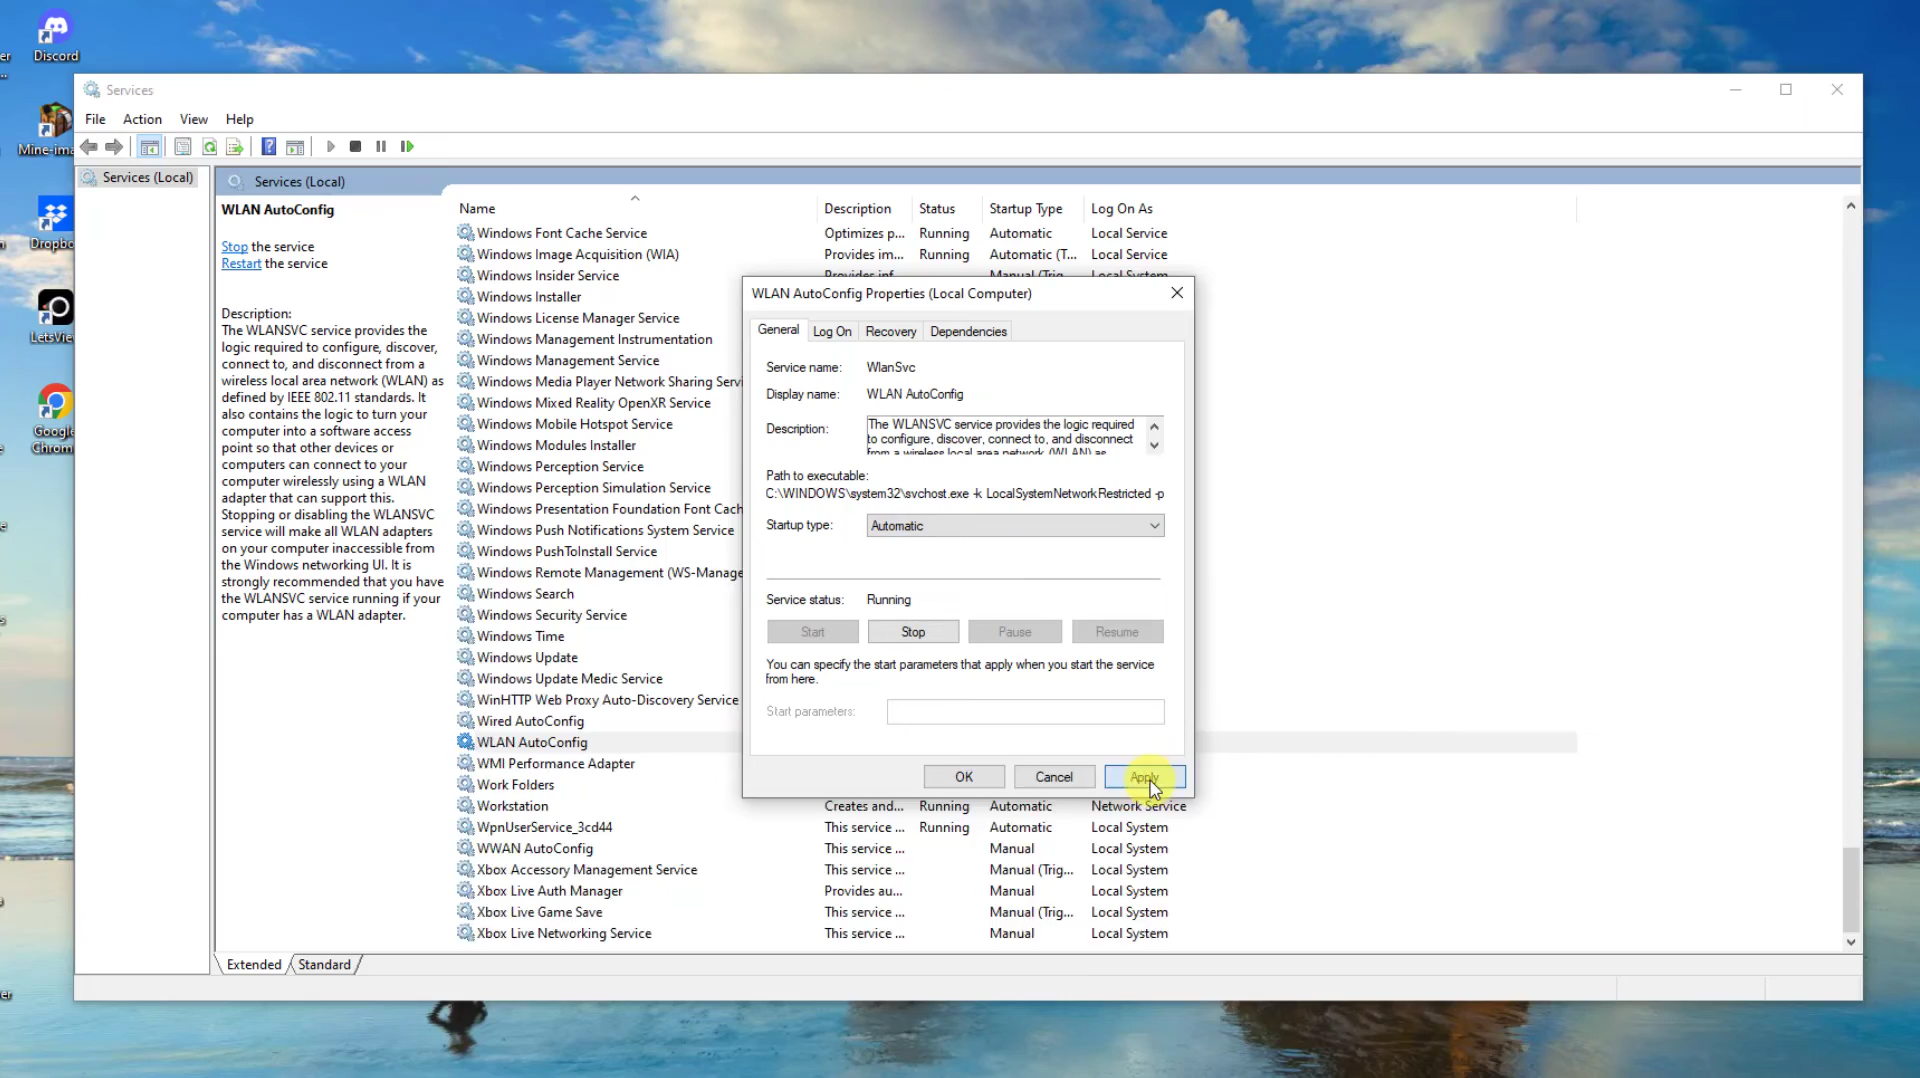 Discord
er
Services
File Action View Help
Mine-ima
Services (Local)
Services (Local)
WLAN AutoConfig
Stop the service
Restart the service
Description:
The WLANSVC service provides the
logic required to configure, discover,
connect to, and disconnect from a
wireless local area network (WLAN) as
defined by IEEE 802.11 standards. It
also contains the logic to turn your
computer into a software access
point so that other devices or
computers can connect to your
computer wirelessly using a WLAN
adapter that can support this.
Stopping or disabling the WLANSVC
service will make all WLAN adapters
on your computer inaccessible from
the Windows networking UI. It is
strongly recommended that you have
the WLANSVC service running if your
computer has a WLAN adapter.
Dropbo
LetsVie
Google
Chrom
Name Description Status Startup Type Log On As
Windows Font Cache Service Optimizes p... Running Automatic Local Service
Windows Image Acquisition (WIA) Provides im... Running Automatic (T... Local Service
Windows Insider Service Provides inf... Manual (Trig... Local System
Windows Installer
Windows License Manager Service
Windows Management Instrumentation
Windows Management Service
Windows Media Player Network Sharing Servi
Windows Mixed Reality OpenXR Service
Windows Mobile Hotspot Service
Windows Modules Installer
Windows Perception Service
Windows Perception Simulation Service
Windows Presentation Foundation Font Cach
Windows Push Notifications System Service
Windows PushToInstall Service
Windows Remote Management (WS-Manage
Windows Search
Windows Security Service
Windows Time
Windows Update
Windows Update Medic Service
WinHTTP Web Proxy Auto-Discovery Service
Wired AutoConfig
WLAN AutoConfig
WMI Performance Adapter
Work Folders
Workstation Creates and... Running Automatic Network Service
WpnUserService_3cd44 This service ... Running Automatic Local System
WWAN AutoConfig This service ... Manual Local System
Xbox Accessory Management Service This service ... Manual (Trig... Local System
Xbox Live Auth Manager Provides au... Manual Local System
Xbox Live Game Save This service ... Manual (Trig... Local System
Xbox Live Networking Service This service ... Manual Local System
Extended Standard
WLAN AutoConfig Properties (Local Computer)
General Log On Recovery Dependencies
Service name: WlanSvc
Display name: WLAN AutoConfig
Description: The WLANSVC service provides the logic required
to configure, discover, connect to, and disconnect
from a wireless local area network (WLAN) as
Path to executable:
C:\WINDOWS\system32\svchost.exe -k LocalSystemNetworkRestricted -p
Startup type: Automatic
Service status: Running
Start Stop Pause Resume
You can specify the start parameters that apply when you start the service
from here.
Start parameters:
OK Cancel Apply